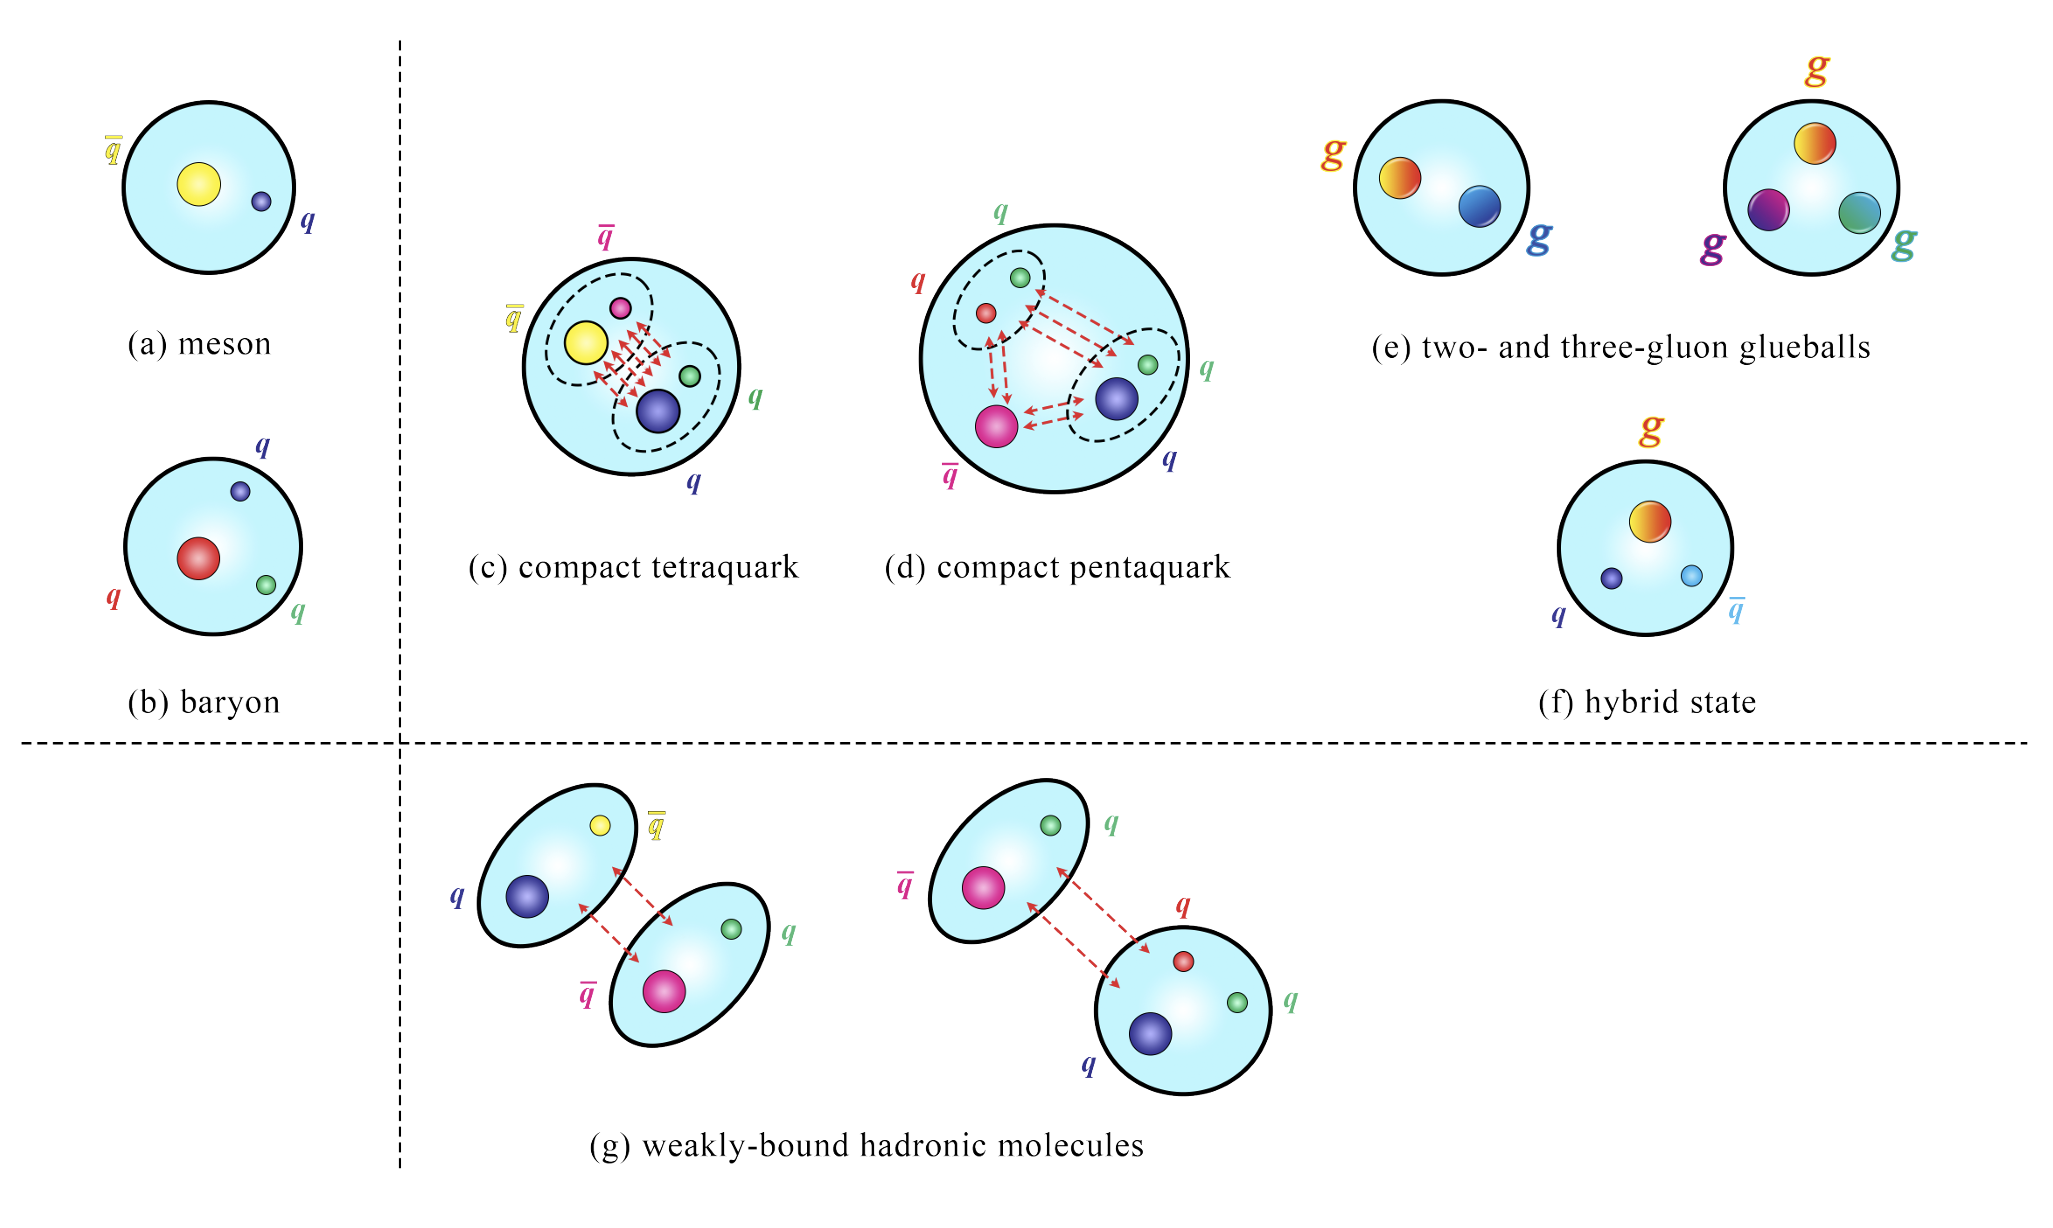 q̅
q
(a) meson
q
q
q
(b) baryon
q̅
q̅
q
q
(c) compact tetraquark
q
q
q
q
q̅
(d) compact pentaquark
g
g
g
g
g
(e) two- and three-gluon glueballs
g
q
q̅
(f) hybrid state
q̅
q
q
q̅
q
q̅
q
q
q
(g) weakly-bound hadronic molecules